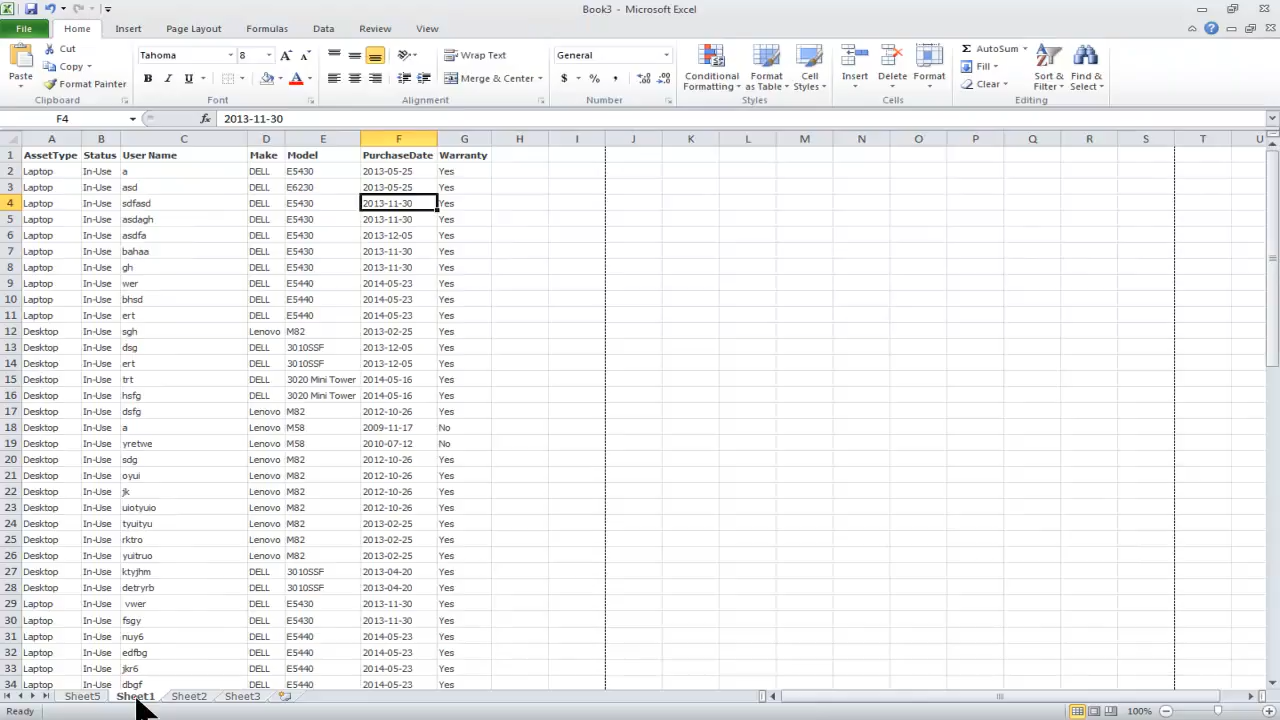 Book3 - Microsoft Excel
File Home Insert Page Layout Formulas Data Review View
Paste Cut Copy Format Painter Clipboard
Tahoma 8 B I U A Font
Wrap Text Merge & Center Alignment
General $ % , Number
Conditional Formatting Format as Table Cell Styles Styles
Insert Delete Format Cells
AutoSum Fill Clear Sort & Filter Find & Select Editing
F4 fx 2013-11-30
A B C D E F G H I J K L M N O P Q R S T U
1 AssetType Status User Name Make Model PurchaseDate Warranty
2 Laptop In-Use a DELL E5430 2013-05-25 Yes
3 Laptop In-Use asd DELL E6230 2013-05-25 Yes
4 Laptop In-Use sdfasd DELL E5430 2013-11-30 Yes
5 Laptop In-Use asdagh DELL E5430 2013-11-30 Yes
6 Laptop In-Use asdfa DELL E5430 2013-12-05 Yes
7 Laptop In-Use bahaa DELL E5430 2013-11-30 Yes
8 Laptop In-Use gh DELL E5430 2013-11-30 Yes
9 Laptop In-Use wer DELL E5440 2014-05-23 Yes
10 Laptop In-Use bhsd DELL E5440 2014-05-23 Yes
11 Laptop In-Use ert DELL E5440 2014-05-23 Yes
12 Desktop In-Use sgh Lenovo M82 2013-02-25 Yes
13 Desktop In-Use dsg DELL 3010SSF 2013-12-05 Yes
14 Desktop In-Use ert DELL 3010SSF 2013-12-05 Yes
15 Desktop In-Use trt DELL 3020 Mini Tower 2014-05-16 Yes
16 Desktop In-Use hsfg DELL 3020 Mini Tower 2014-05-16 Yes
17 Desktop In-Use dsfg Lenovo M82 2012-10-26 Yes
18 Desktop In-Use a Lenovo M58 2009-11-17 No
19 Desktop In-Use yretwe Lenovo M58 2010-07-12 No
20 Desktop In-Use sdg Lenovo M82 2012-10-26 Yes
21 Desktop In-Use oyui Lenovo M82 2012-10-26 Yes
22 Desktop In-Use jk Lenovo M82 2012-10-26 Yes
23 Desktop In-Use uiotyuio Lenovo M82 2012-10-26 Yes
24 Desktop In-Use tyuityu Lenovo M82 2013-02-25 Yes
25 Desktop In-Use rktro Lenovo M82 2013-02-25 Yes
26 Desktop In-Use yuitruo Lenovo M82 2013-02-25 Yes
27 Desktop In-Use ktyjhm DELL 3010SSF 2013-04-20 Yes
28 Desktop In-Use detryrb DELL 3010SSF 2013-04-20 Yes
29 Laptop In-Use vwer DELL E5430 2013-11-30 Yes
30 Laptop In-Use fsgy DELL E5430 2013-11-30 Yes
31 Laptop In-Use nuy6 DELL E5440 2014-05-23 Yes
32 Laptop In-Use edfbg DELL E5440 2014-05-23 Yes
33 Laptop In-Use jkr6 DELL E5440 2014-05-23 Yes
34 Laptop In-Use dbgf DELL E5440 2014-05-23 Yes
Sheet5 Sheet1 Sheet2 Sheet3
Ready 100%